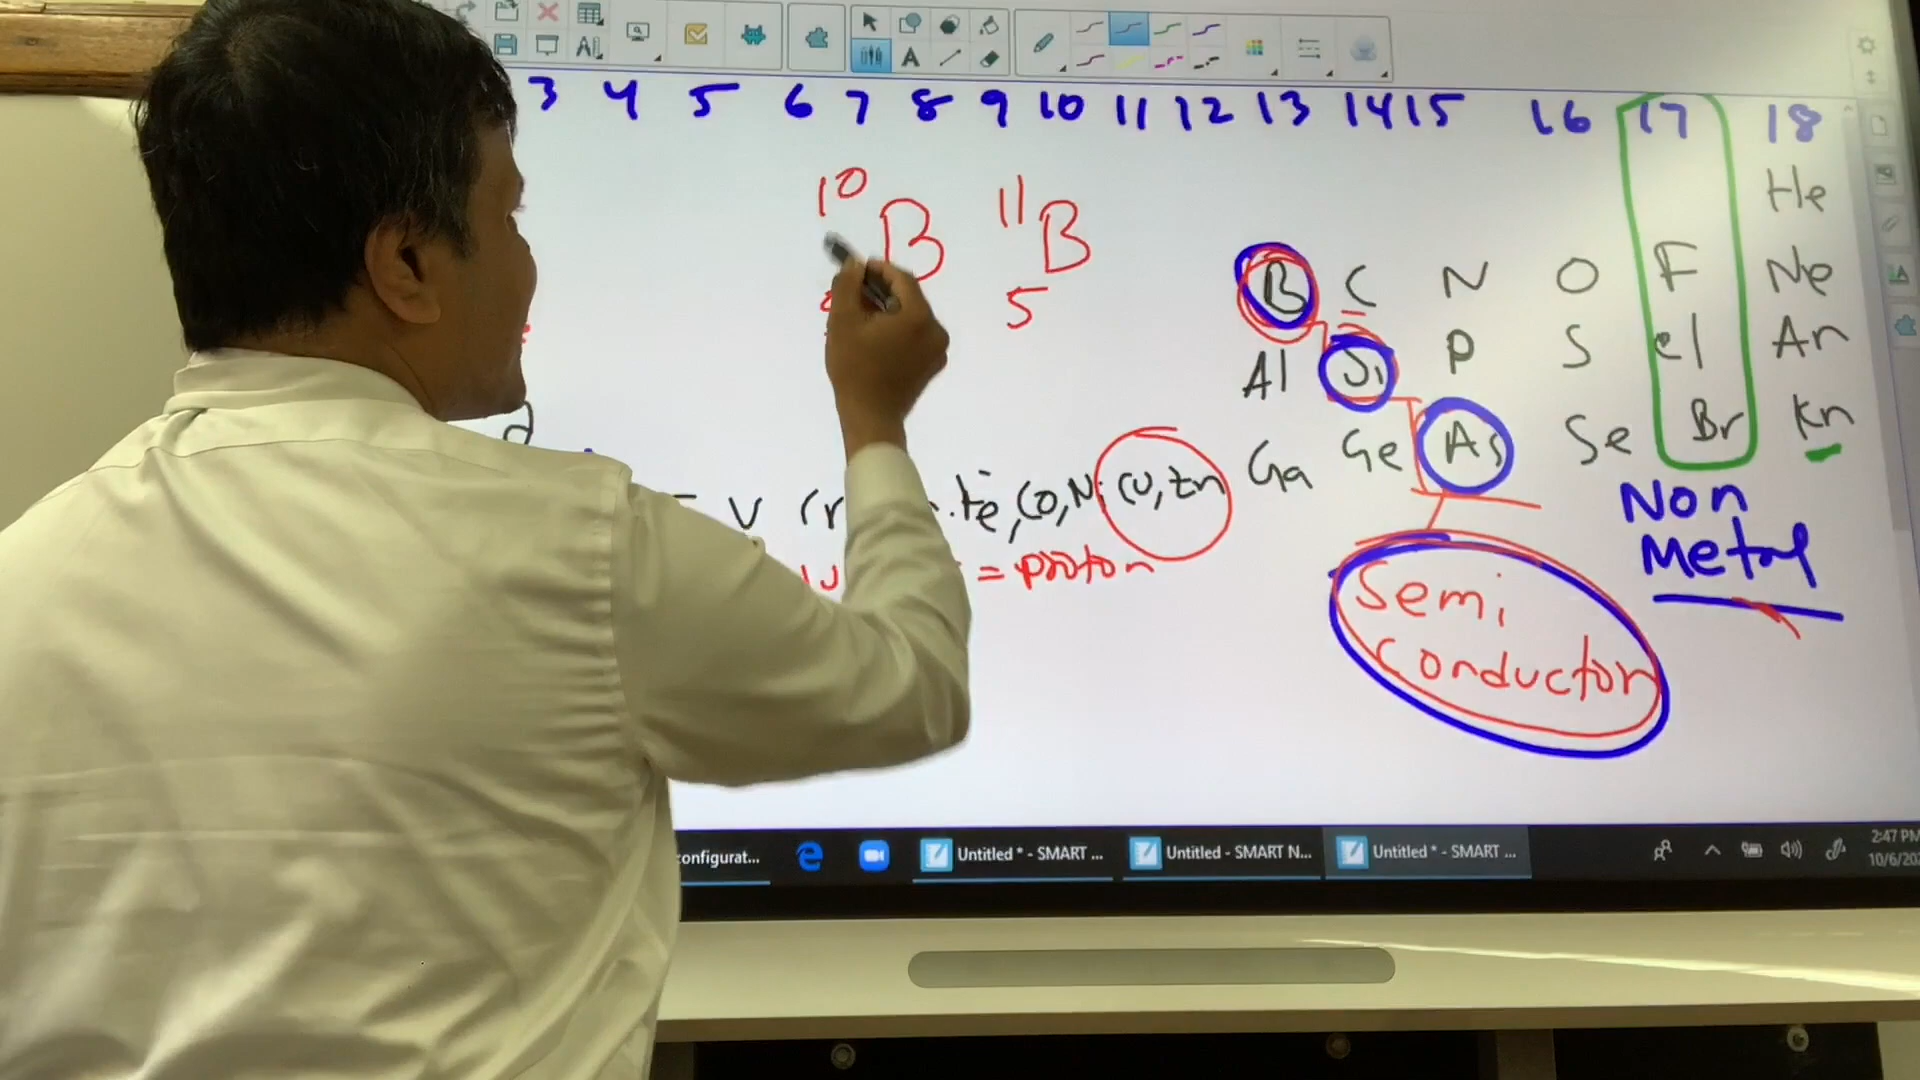 3 4 5 6 7 8 9 10 11 12 13 14 15 16 17 18
He
10 B 11 B
5
B C N O F Ne
Al Si P S Cl Ar
Ga Ge As Se Br Kr
V Cr Fe, Co, Ni, Cu, Zn
= Proton
Non
Metal
Semi
Conductor
configurat...
Untitled * - SMART ...
Untitled - SMART N...
Untitled * - SMART ...
2:47 PM